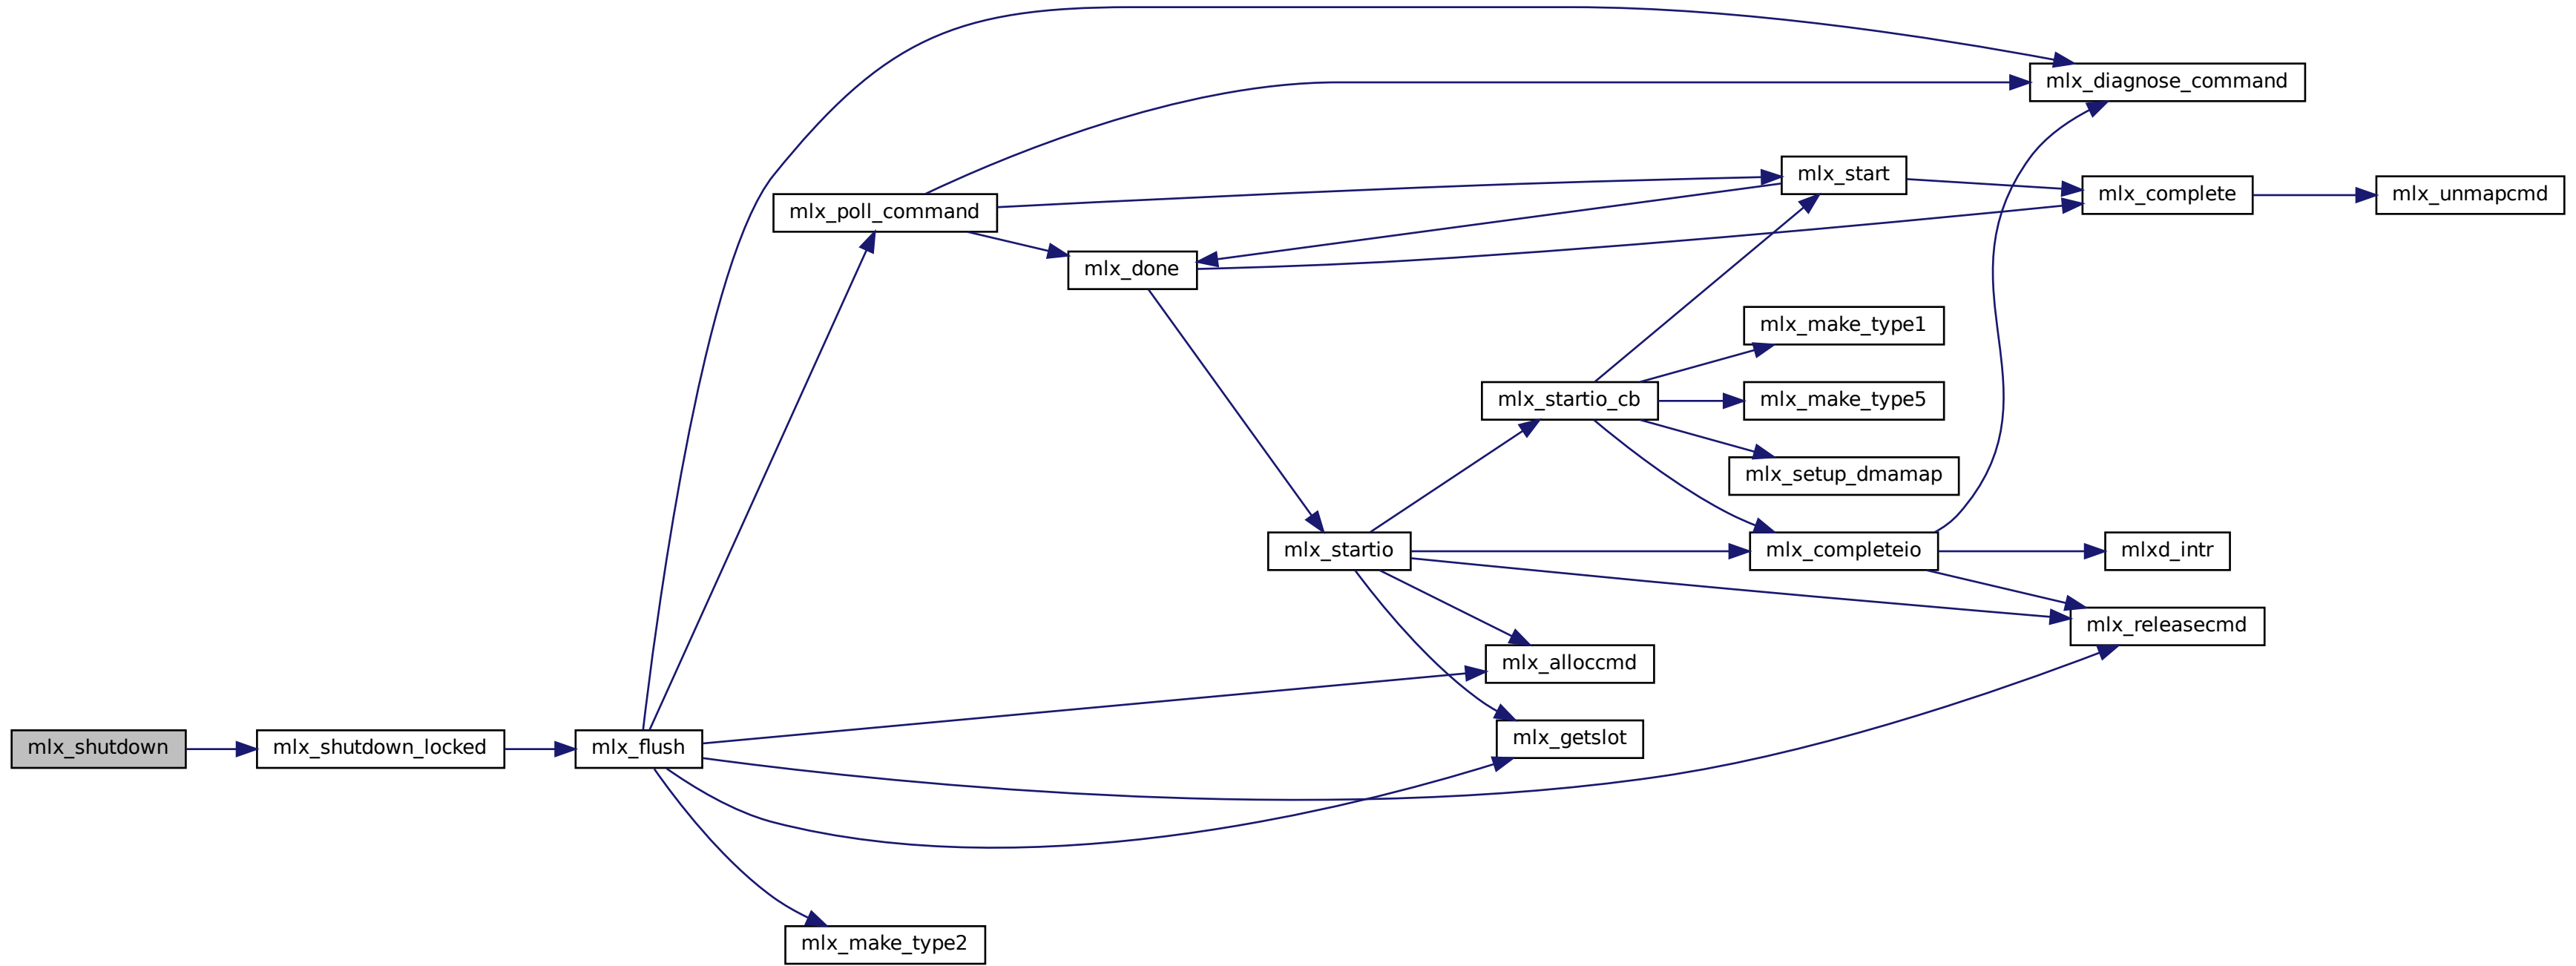 mlx_diagnose_command
mlx_start
mlx_complete
mlx_unmapcmd
mlx_poll_command
mlx_done
mlx_make_type1
mlx_startio_cb
mlx_make_type5
mlx_setup_dmamap
mlx_startio
mlx_completeio
mlxd_intr
mlx_releasecmd
mlx_alloccmd
mlx_getslot
mlx_shutdown
mlx_shutdown_locked
mlx_flush
mlx_make_type2